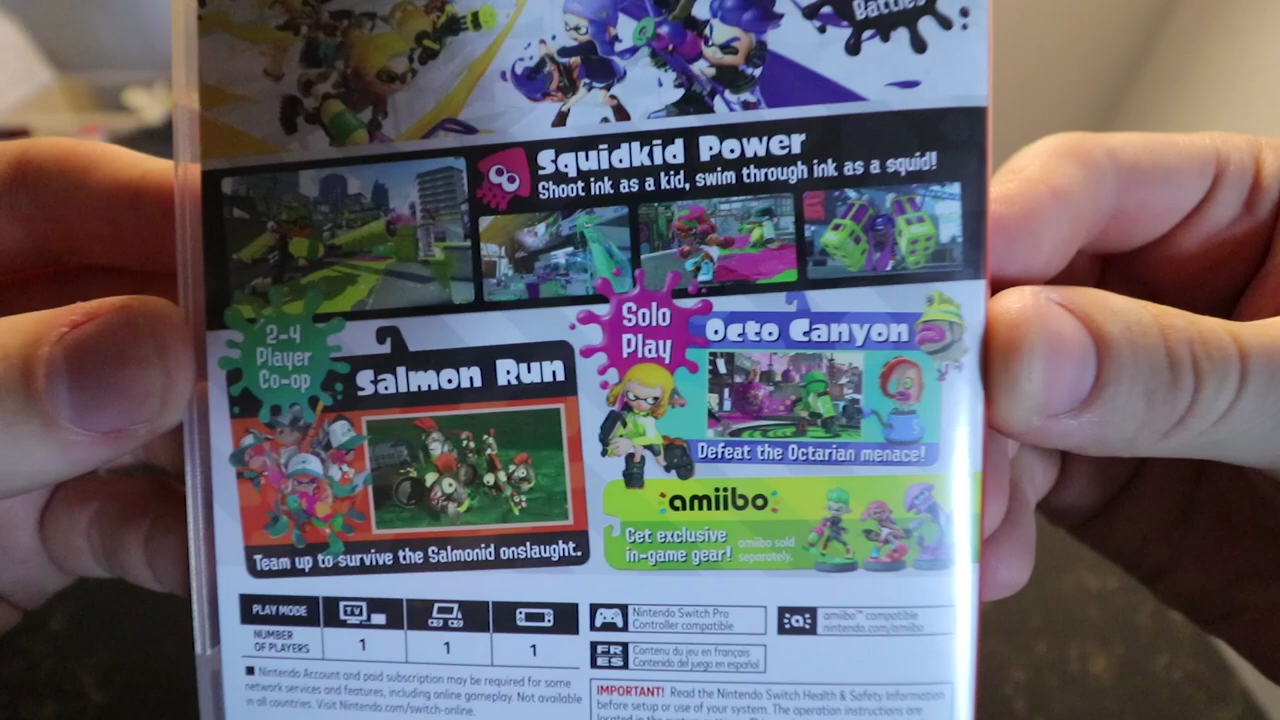 Battles
Squidkid Power
Shoot ink as a kid, swim through ink as a squid!
2-4
Player
Co-op
Salmon Run
Team up to survive the Salmonid onslaught.
Solo
Play
Octo Canyon
Defeat the Octarian menace!
amiibo
Get exclusive
in-game gear!
amiibo sold
separately.
PLAY MODE
TV
NUMBER
OF PLAYERS
1
1
1
Nintendo Switch Pro
Controller compatible
amiibo™ compatible
nintendo.com/amiibo
FR
ES
Contenu du jeu en français
Contenido del juego en español
■ Nintendo Account and paid subscription may be required for some
network services and features, including online gameplay. Not available
in all countries. Visit Nintendo.com/switch-online.
IMPORTANT! Read the Nintendo Switch Health & Safety Information
before setup or use of your system. The operation instructions are